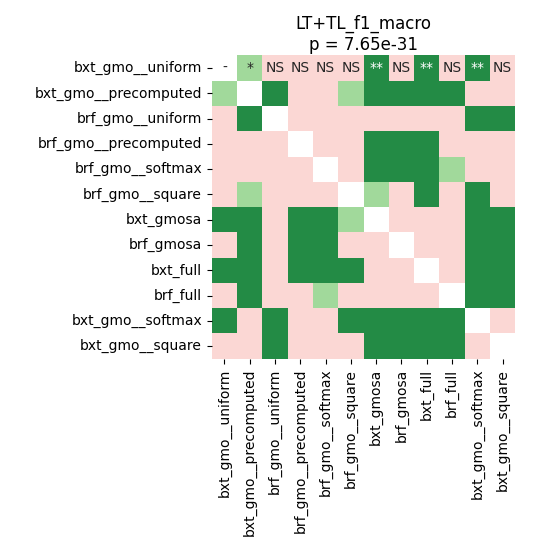 LT+TL_f1_macro
p = 7.65e-31
bxt_gmo__uniform - * NS NS NS NS ** NS ** NS ** NS
bxt_gmo__precomputed
brf_gmo__uniform
brf_gmo__precomputed
brf_gmo__softmax
brf_gmo__square
bxt_gmosa
brf_gmosa
bxt_full
brf_full
bxt_gmo__softmax
bxt_gmo__square
bxt_gmo__uniform
bxt_gmo__precomputed
brf_gmo__uniform
brf_gmo__precomputed
brf_gmo__softmax
brf_gmo__square
bxt_gmosa
brf_gmosa
bxt_full
brf_full
bxt_gmo__softmax
bxt_gmo__square